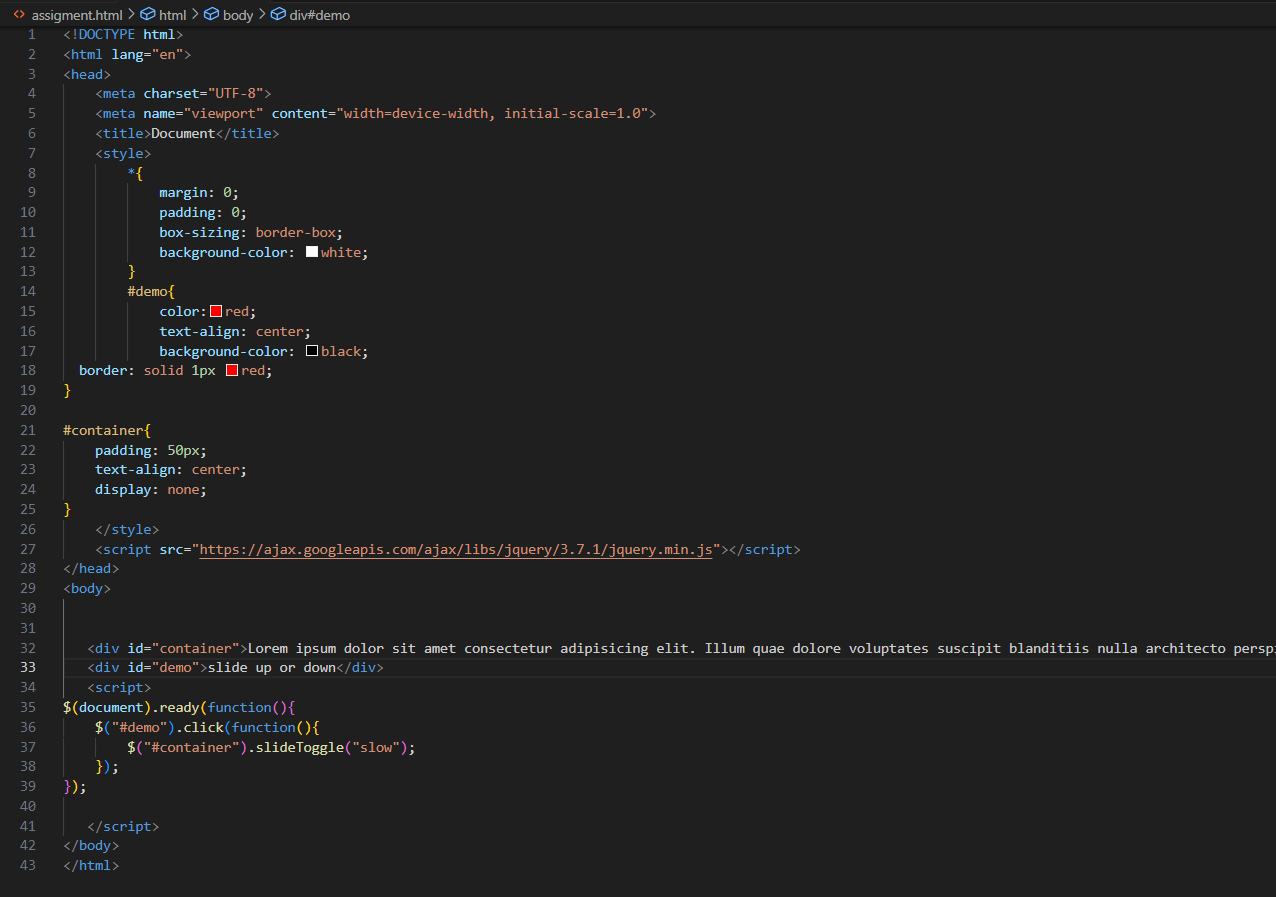 assigment.html > html > body > div#demo
1 <!DOCTYPE html>
2 <html lang="en">
3 <head>
4     <meta charset="UTF-8">
5     <meta name="viewport" content="width=device-width, initial-scale=1.0">
6     <title>Document</title>
7     <style>
8         *{
9             margin: 0;
10             padding: 0;
11             box-sizing: border-box;
12             background-color: white;
13         }
14         #demo{
15             color:red;
16             text-align: center;
17             background-color: black;
18   border: solid 1px red;
19 }
20
21 #container{
22     padding: 50px;
23     text-align: center;
24     display: none;
25 }
26     </style>
27     <script src="https://ajax.googleapis.com/ajax/libs/jquery/3.7.1/jquery.min.js"></script>
28 </head>
29 <body>
30
31
32    <div id="container">Lorem ipsum dolor sit amet consectetur adipisicing elit. Illum quae dolore voluptates suscipit blanditiis nulla architecto perspi
33    <div id="demo">slide up or down</div>
34    <script>
35 $(document).ready(function(){
36     $("#demo").click(function(){
37         $("#container").slideToggle("slow");
38     });
39 });
40
41    </script>
42 </body>
43 </html>